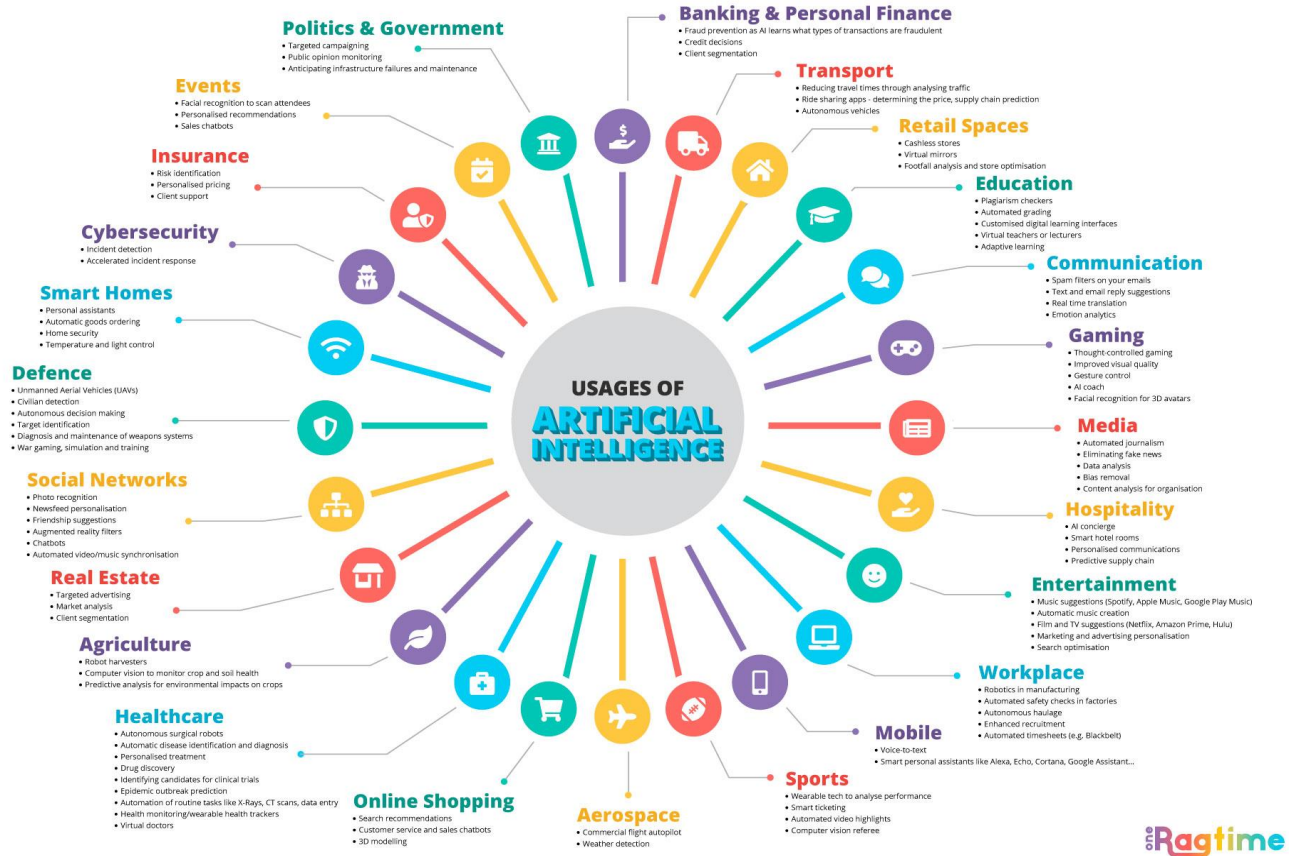 Politics & Government
• Targeted campaigning
• Public opinion monitoring
• Anticipating infrastructure failures and maintenance
Banking & Personal Finance
• Fraud prevention as AI learns what types of transactions are fraudulent
• Credit decisions
• Client segmentation
Transport
• Reducing travel times through analysing traffic
• Ride sharing apps - determining the price, supply chain prediction
• Autonomous vehicles
Retail Spaces
• Cashless stores
• Virtual mirrors
• Footfall analysis and store optimisation
Education
• Plagiarism checkers
• Automated grading
• Customised digital learning interfaces
• Virtual teachers or lecturers
• Adaptive learning
Communication
• Spam filters on your emails
• Text and email reply suggestions
• Real time translation
• Emotion analytics
Gaming
• Thought-controlled gaming
• Improved visual quality
• Gesture control
• AI coach
• Facial recognition for 3D avatars
Media
• Automated journalism
• Eliminating fake news
• Data analysis
• Bias removal
• Content analysis for organisation
Hospitality
• AI concierge
• Smart hotel rooms
• Personalised communications
• Predictive supply chain
Entertainment
• Music suggestions (Spotify, Apple Music, Google Play Music)
• Automatic music creation
• Film and TV suggestions (Netflix, Amazon Prime, Hulu)
• Marketing and advertising personalisation
• Search optimisation
Workplace
• Robotics in manufacturing
• Automated safety checks in factories
• Autonomous haulage
• Enhanced recruitment
• Automated timesheets (e.g. Blackbelt)
Mobile
• Voice-to-text
• Smart personal assistants like Alexa, Echo, Cortana, Google Assistant...
Sports
• Wearable tech to analyse performance
• Smart ticketing
• Automated video highlights
• Computer vision referee
Aerospace
• Commercial flight autopilot
• Weather detection
Online Shopping
• Search recommendations
• Customer service and sales chatbots
• 3D modelling
Healthcare
• Autonomous surgical robots
• Automatic disease identification and diagnosis
• Personalised treatment
• Drug discovery
• Identifying candidates for clinical trials
• Epidemic outbreak prediction
• Automation of routine tasks like X-Rays, CT scans, data entry
• Health monitoring/wearable health trackers
• Virtual doctors
Agriculture
• Robot harvesters
• Computer vision to monitor crop and soil health
• Predictive analysis for environmental impacts on crops
Real Estate
• Targeted advertising
• Market analysis
• Client segmentation
Social Networks
• Photo recognition
• Newsfeed personalisation
• Friendship suggestions
• Augmented reality filters
• Chatbots
• Automated video/music synchronisation
Defence
• Unmanned Aerial Vehicles (UAVs)
• Civilian detection
• Autonomous decision making
• Target identification
• Diagnosis and maintenance of weapons systems
• War gaming, simulation and training
Smart Homes
• Personal assistants
• Automatic goods ordering
• Home security
• Temperature and light control
Cybersecurity
• Incident detection
• Accelerated incident response
Insurance
• Risk identification
• Personalised pricing
• Client support
Events
• Facial recognition to scan attendees
• Personalised recommendations
• Sales chatbots
USAGES OF
ARTIFICIAL
INTELLIGENCE
$
one Ragtime